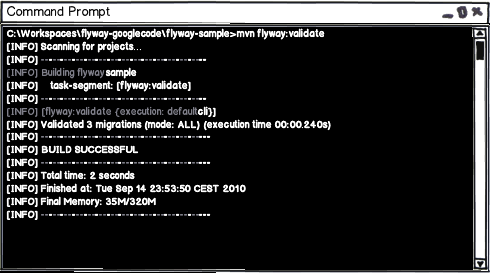 Command Prompt
C:\Workspaces\flyway-googlecode\flyway-sample>mvn flyway:validate
[INFO] Scanning for projects...
[INFO] ------------------------------------
[INFO] Building flyway sample
[INFO]    task-segment: [flyway:validate]
[INFO] ------------------------------------
[INFO] [flyway:validate {execution: default-cli}]
[INFO] Validated 3 migrations (mode: ALL) (execution time 00:00.240s)
[INFO] ------------------------------------
[INFO] BUILD SUCCESSFUL
[INFO] ------------------------------------
[INFO] Total time: 2 seconds
[INFO] Finished at: Tue Sep 14 23:53:50 CEST 2010
[INFO] Final Memory: 35M/320M
[INFO] ------------------------------------